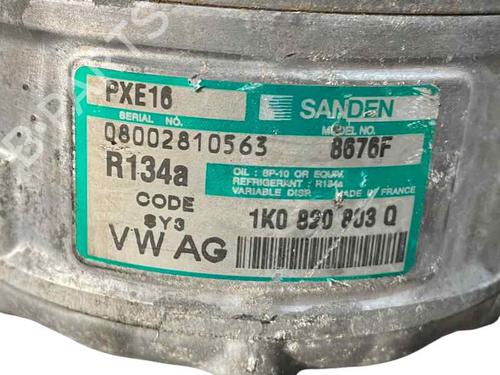 PXE16
SANDEN
SERIAL NO.
MODEL NO.
Q8002810563
8676F
R134a
OIL : SP-10 OR EQUIV.
REFRIGERANT : R134a
VARIABLE DISP. MADE IN FRANCE
CODE
SY3
1K0 820 803 Q
VW AG